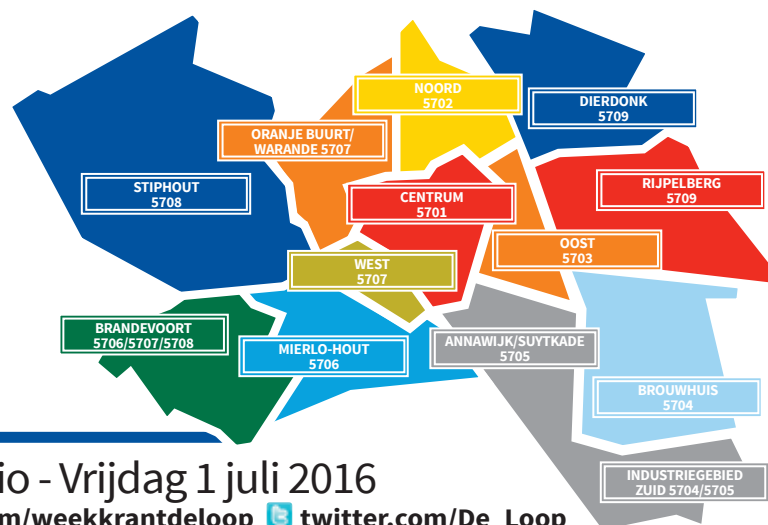 NOORD
5702
DIERDONK
5709
ORANJE BUURT/
WARANDE 5707
STIPHOUT
5708
CENTRUM
5701
RIJPELBERG
5709
OOST
5703
WEST
5707
BRANDEVOORT
5706/5707/5708
MIERLO-HOUT
5706
ANNAWIJK/SUYTKADE
5705
BROUWHUIS
5704
INDUSTRIEGEBIED
ZUID 5704/5705
io - Vrijdag 1 juli 2016
m/weekkrantdeloop twitter.com/De_Loop